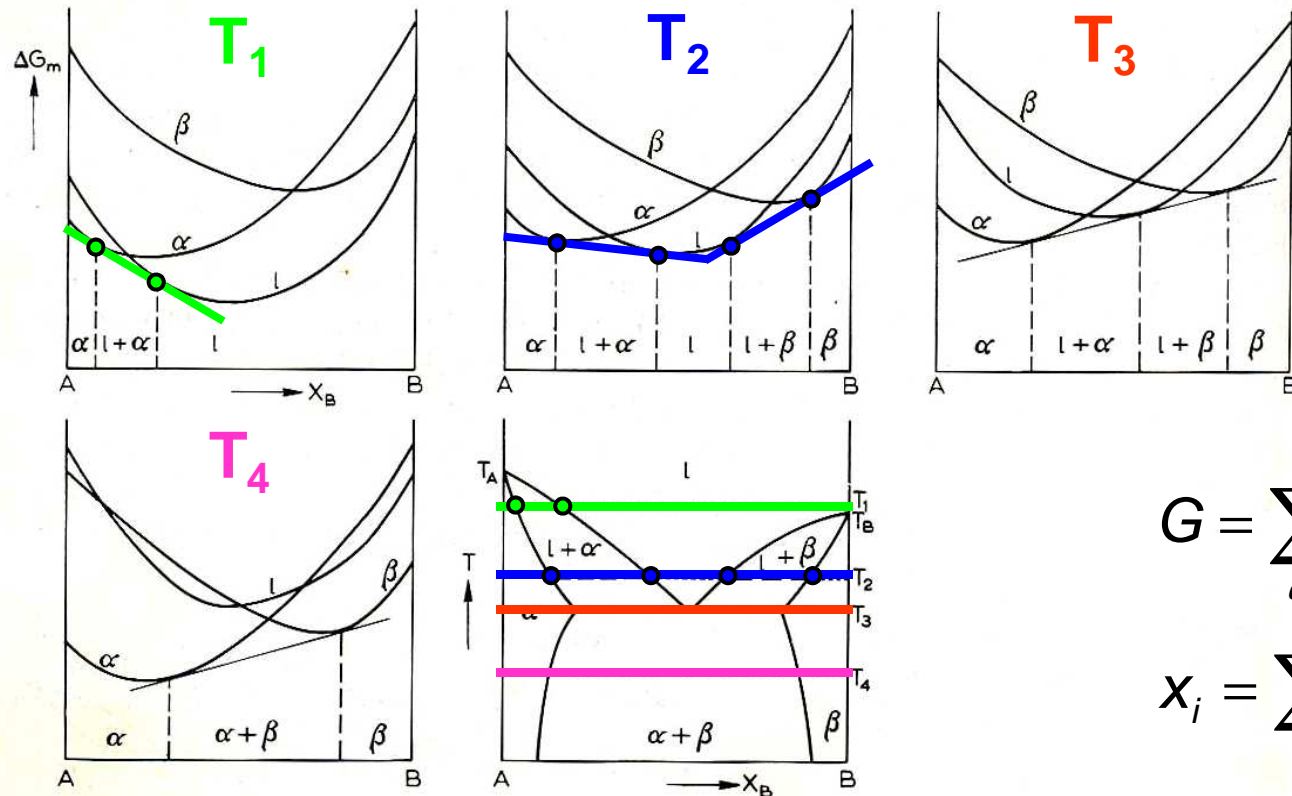 T1
ΔGm
β
α
l
α l+α l
A XB B
T2
β
α
l
α l+α l l+β β
A B
T3
β
l
α
α l+α l+β β
A B
T4
l
β
α
α α+β β
A B
TA
l
T1
TB
l+α
l+β
T
T2
α
T3
T4
α+β
β
A XB B
G = ∑
xi = ∑